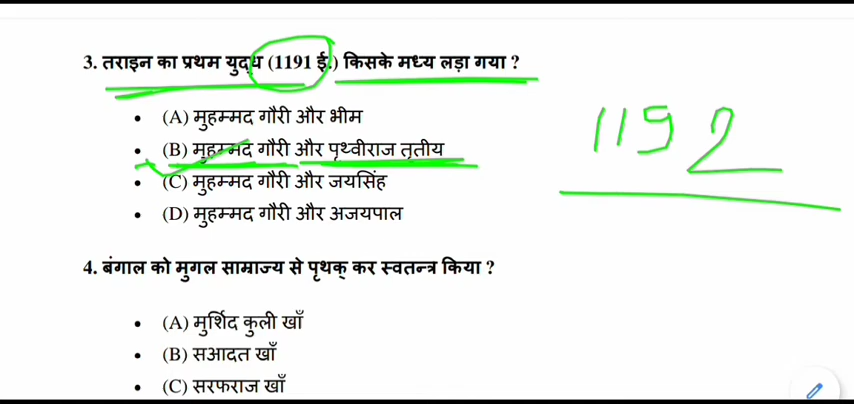 3. तराइन का प्रथम युद्ध (1191 ई.) किसके मध्य लड़ा गया ?
• (A) मुहम्मद गौरी और भीम
• (B) मुहम्मद गौरी और पृथ्वीराज तृतीय
• (C) मुहम्मद गौरी और जयसिंह
• (D) मुहम्मद गौरी और अजयपाल
1192
4. बंगाल को मुगल साम्राज्य से पृथक् कर स्वतन्त्र किया ?
• (A) मुर्शिद कुली खाँ
• (B) सआदत खाँ
• (C) सरफराज खाँ